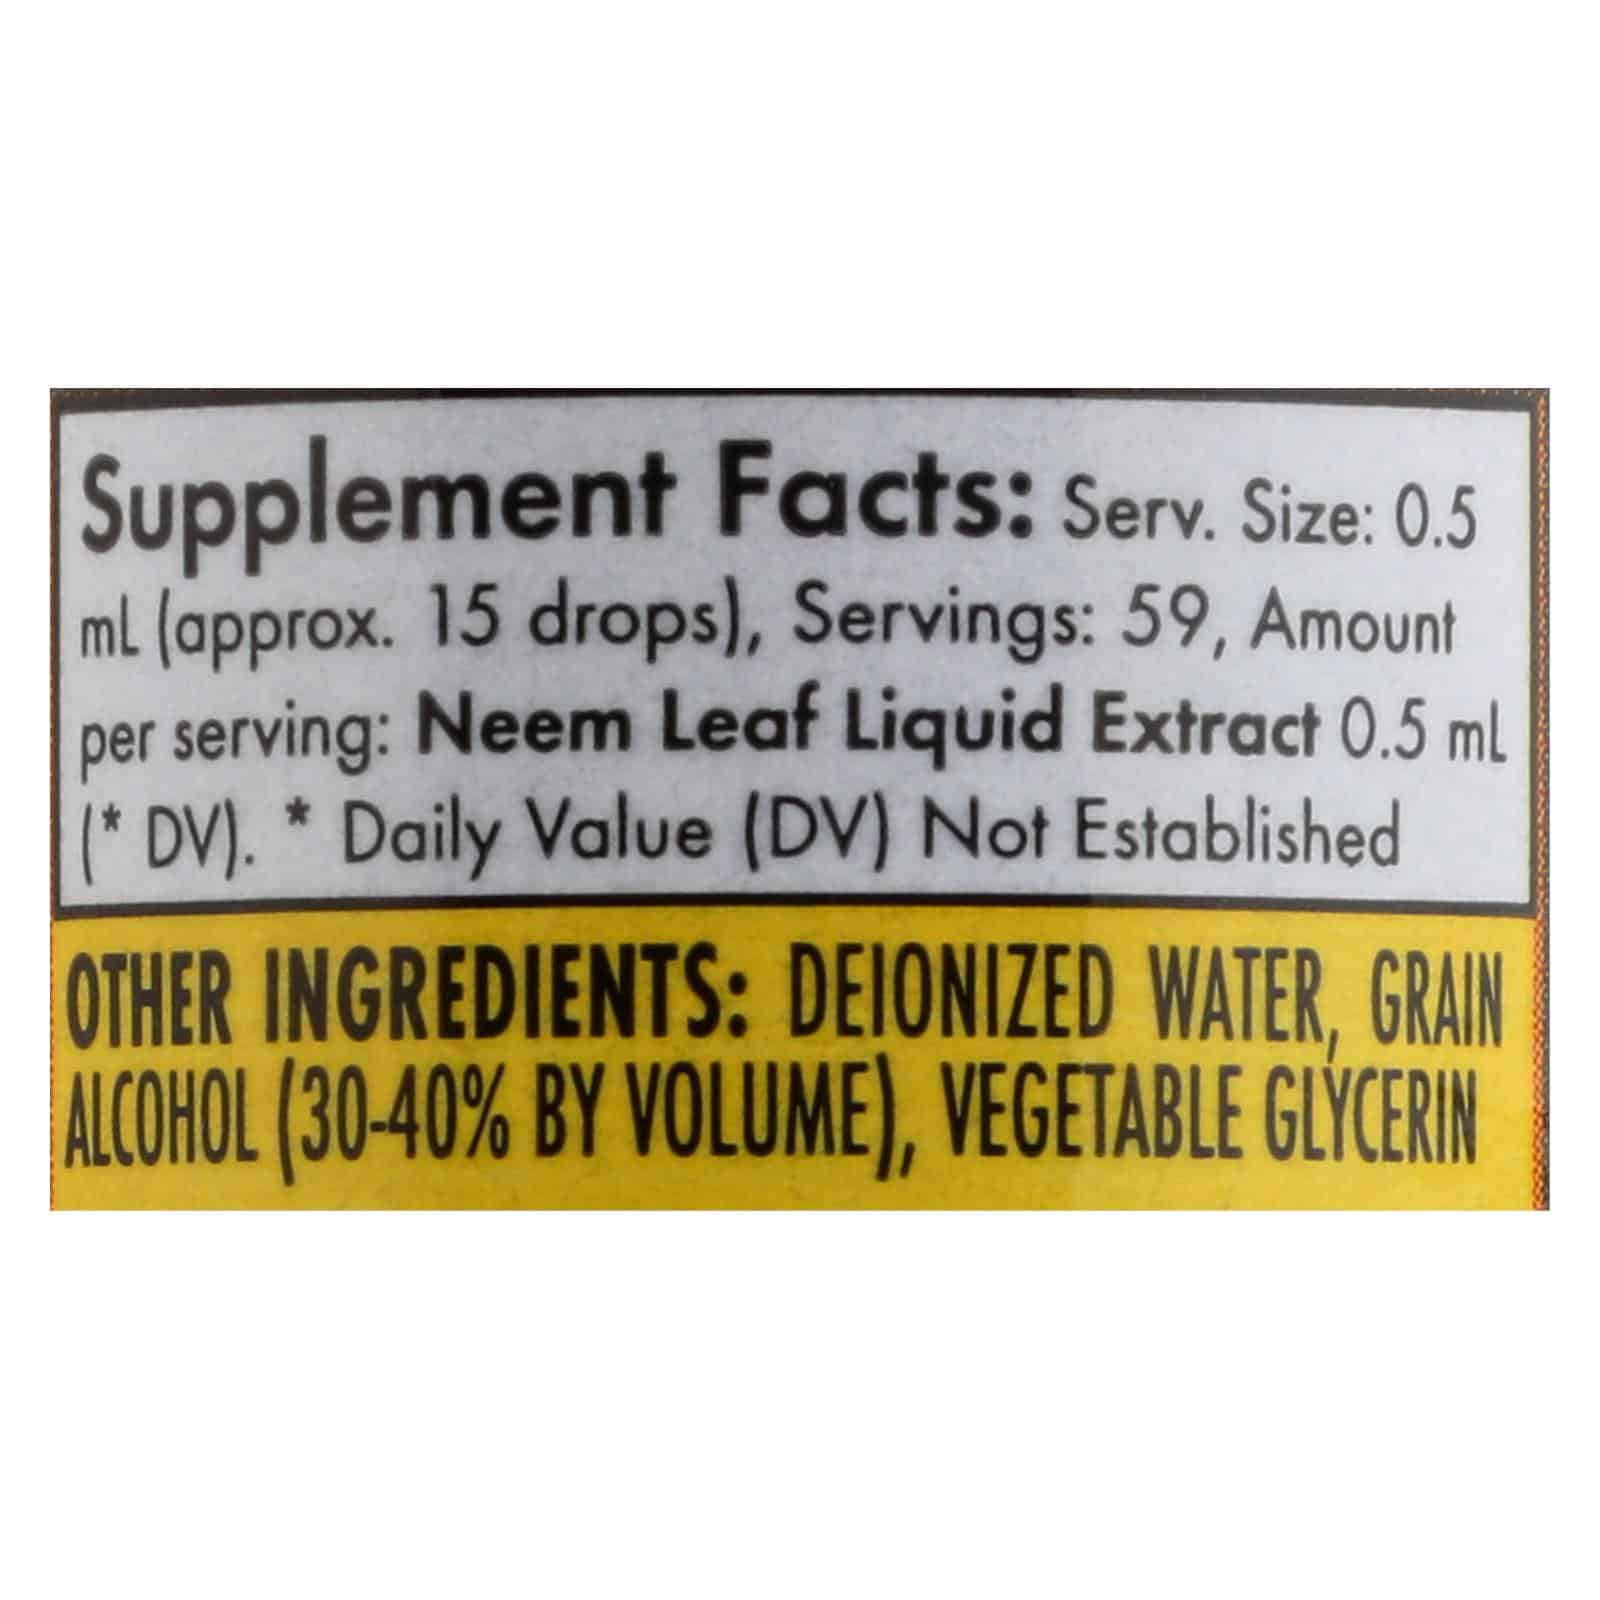 Supplement Facts: Serv. Size: 0.5
mL (approx. 15 drops), Servings: 59, Amount
per serving: Neem Leaf Liquid Extract 0.5 mL
(* DV). * Daily Value (DV) Not Established
OTHER INGREDIENTS: DEIONIZED WATER, GRAIN
ALCOHOL (30-40% BY VOLUME), VEGETABLE GLYCERIN